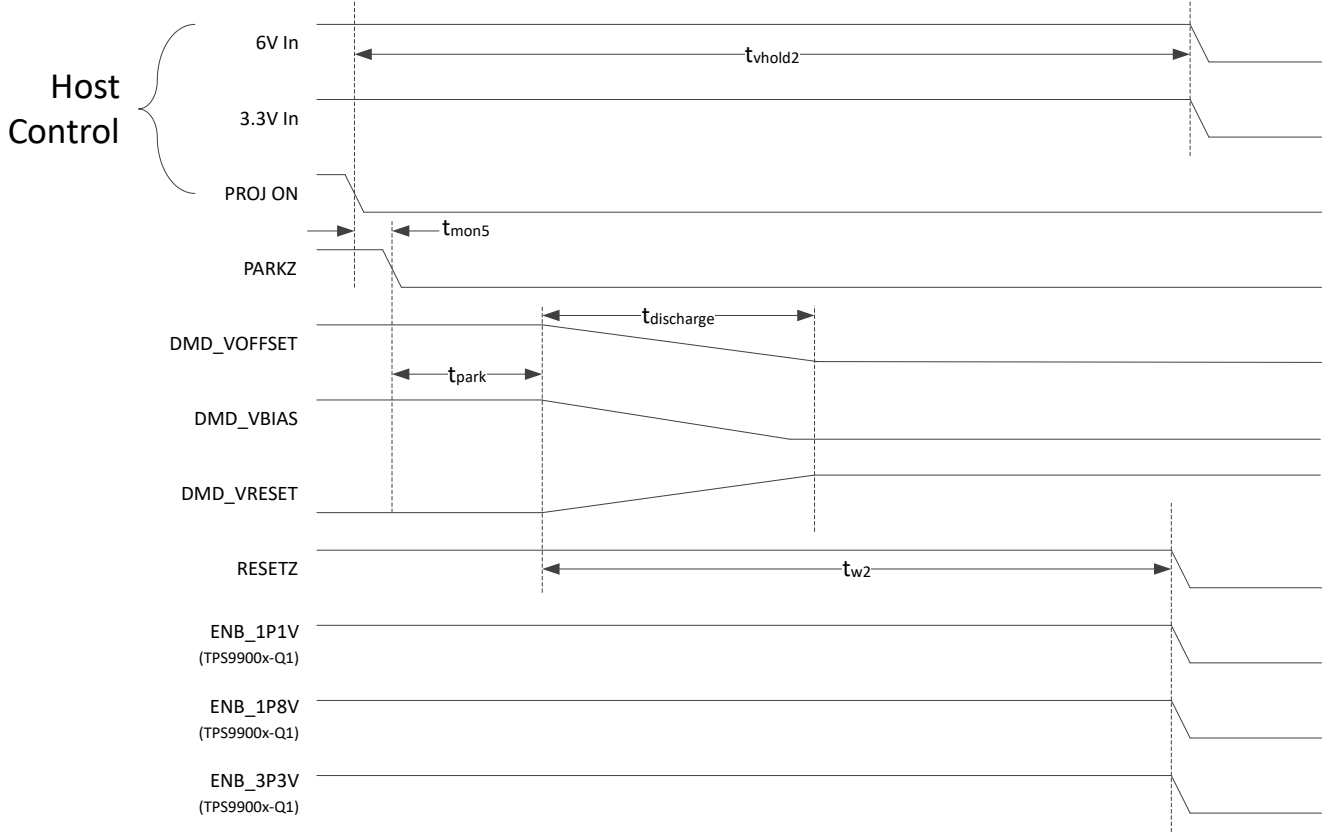 Host
Control
6V In
tvhold2
3.3V In
PROJ ON
tmon5
PARKZ
tdischarge
DMD_VOFFSET
tpark
DMD_VBIAS
DMD_VRESET
RESETZ
tw2
ENB_1P1V
(TPS9900x-Q1)
ENB_1P8V
(TPS9900x-Q1)
ENB_3P3V
(TPS9900x-Q1)